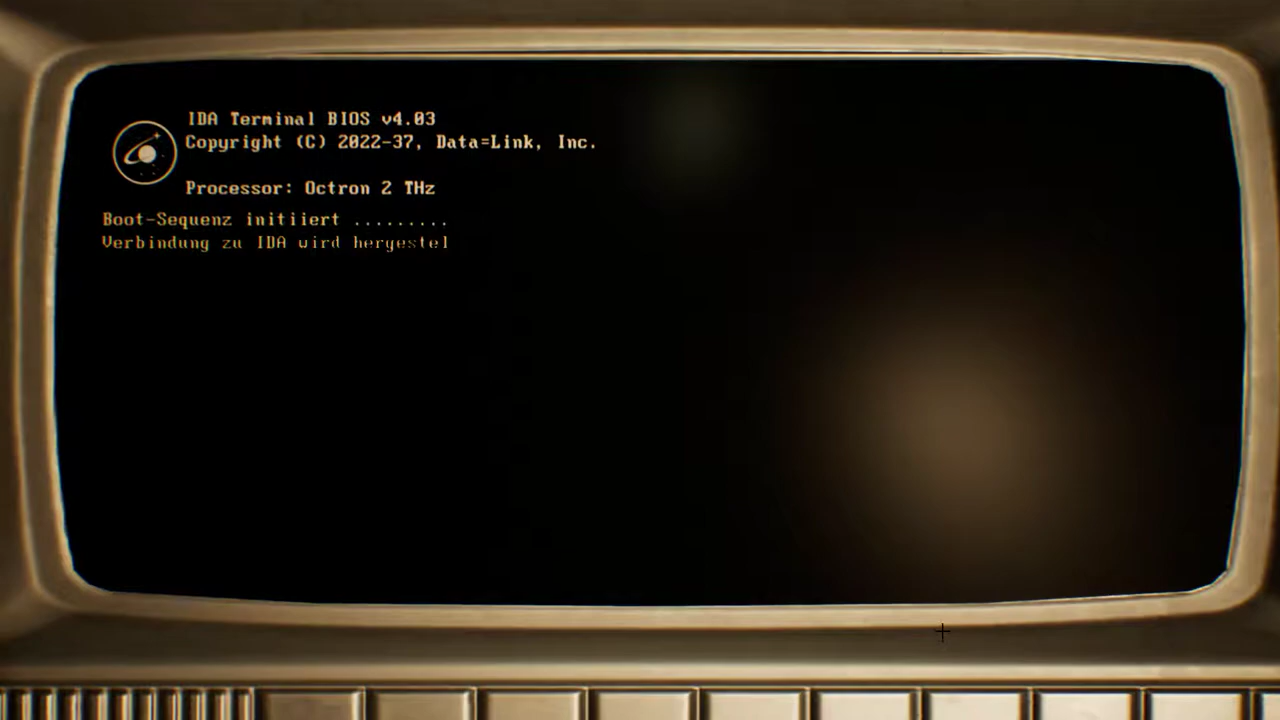 IDA Terminal BIOS v4.03
Copyright (C) 2022-37, Data=Link, Inc.
Processor: Octron 2 THz
Boot-Sequenz initiiert .........
Verbindung zu IDA wird hergestel